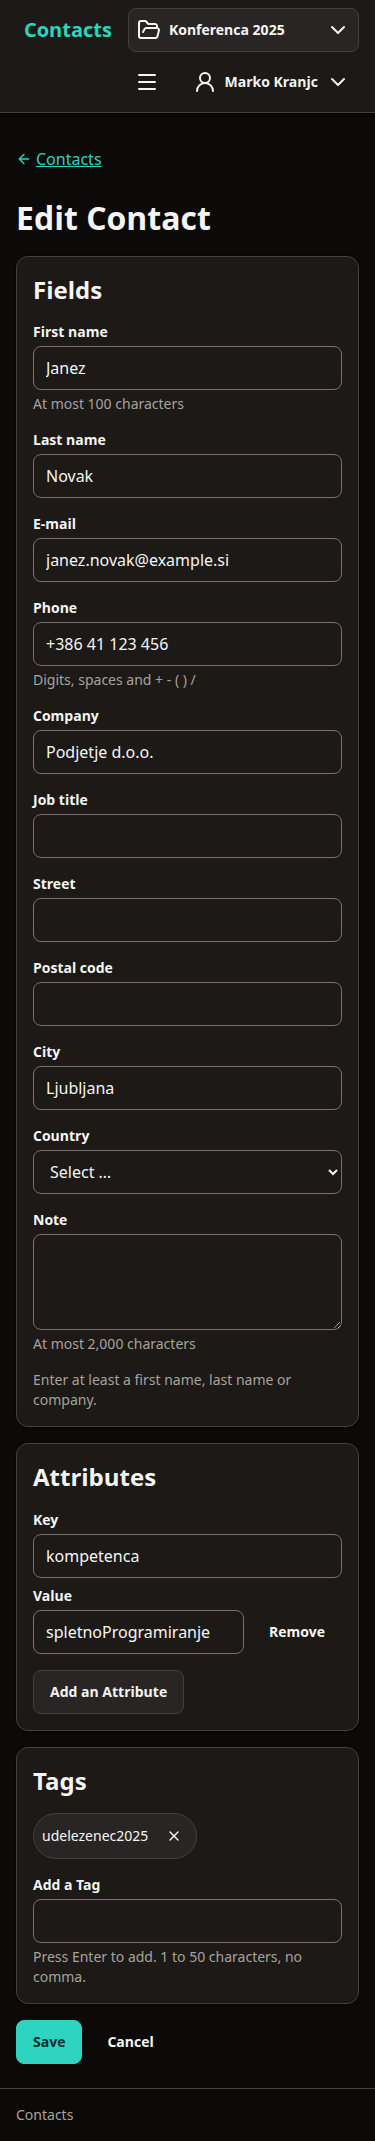 Contacts
Konferenca 2025
Marko Kranjc
← Contacts
Edit Contact
Fields
First name
Janez
At most 100 characters
Last name
Novak
E-mail
janez.novak@example.si
Phone
+386 41 123 456
Digits, spaces and + - ( ) /
Company
Podjetje d.o.o.
Job title
Street
Postal code
City
Ljubljana
Country
Select ...
Note
At most 2,000 characters
Enter at least a first name, last name or
company.
Attributes
Key
kompetenca
Value
spletnoProgramiranje
Remove
Add an Attribute
Tags
udelezenec2025
Add a Tag
Press Enter to add. 1 to 50 characters, no
comma.
Save
Cancel
Contacts